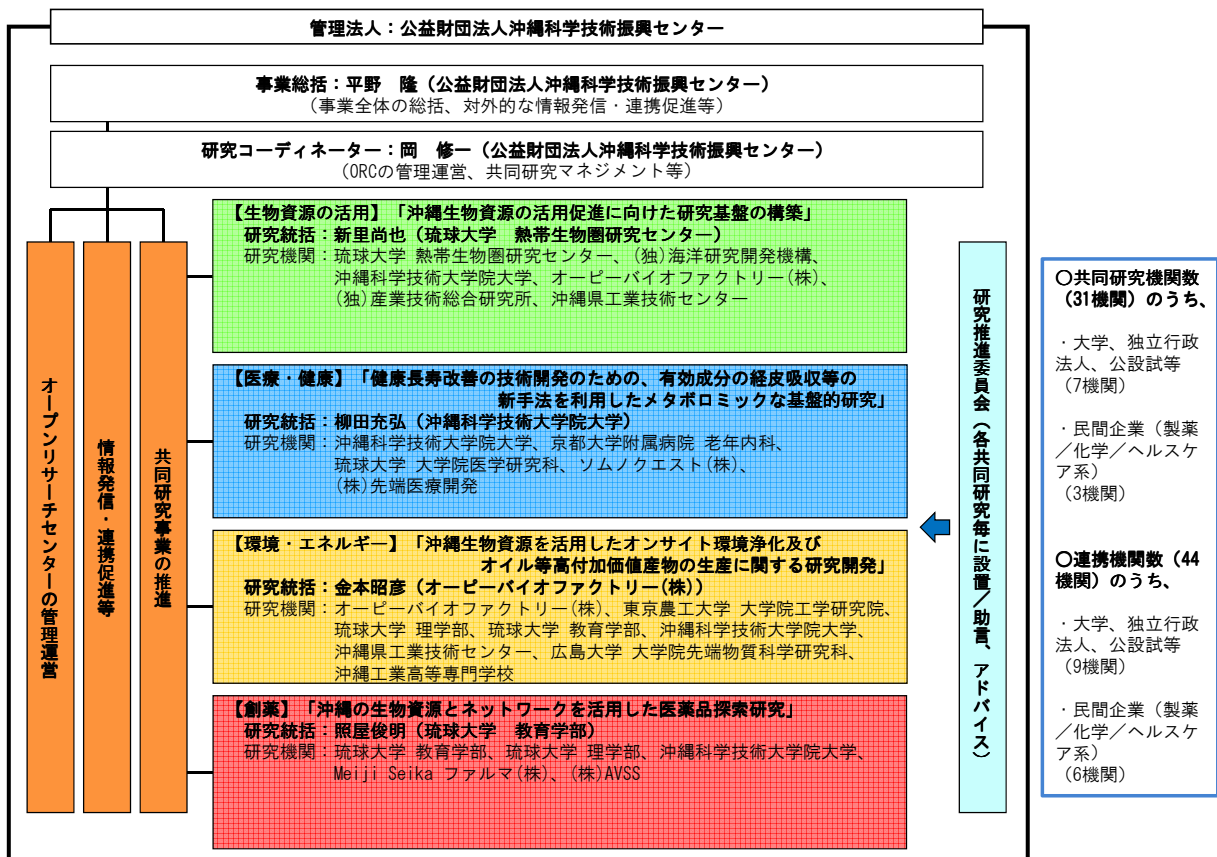 管理法人：公益財団法人沖縄科学技術振興センター
事業総括：平野　隆（公益財団法人沖縄科学技術振興センター）
（事業全体の総括、対外的な情報発信・連携促進等）
研究コーディネーター：岡　修一（公益財団法人沖縄科学技術振興センター）
（ORCの管理運営、共同研究マネジメント等）
オープンリサーチセンターの管理運営
情報発信・連携促進等
共同研究事業の推進
【生物資源の活用】「沖縄生物資源の活用促進に向けた研究基盤の構築」
研究統括：新里尚也（琉球大学　熱帯生物圏研究センター）
研究機関：琉球大学 熱帯生物圏研究センター、(独)海洋研究開発機構、
沖縄科学技術大学院大学、オーピーバイオファクトリー(株)、
(独)産業技術総合研究所、沖縄県工業技術センター
【医療・健康】「健康長寿改善の技術開発のための、有効成分の経皮吸収等の
新手法を利用したメタボロミックな基盤的研究」
研究統括：柳田充弘（沖縄科学技術大学院大学）
研究機関：沖縄科学技術大学院大学、京都大学附属病院 老年内科、
琉球大学 大学院医学研究科、ソムノクエスト(株)、
(株)先端医療開発
【環境・エネルギー】「沖縄生物資源を活用したオンサイト環境浄化及び
オイル等高付加価値産物の生産に関する研究開発」
研究統括：金本昭彦（オーピーバイオファクトリー(株)）
研究機関：オーピーバイオファクトリー(株)、東京農工大学 大学院工学研究院、
琉球大学 理学部、琉球大学 教育学部、沖縄科学技術大学院大学、
沖縄県工業技術センター、広島大学 大学院先端物質科学研究科、
沖縄工業高等専門学校
【創薬】「沖縄の生物資源とネットワークを活用した医薬品探索研究」
研究統括：照屋俊明（琉球大学　教育学部）
研究機関：琉球大学 教育学部、琉球大学 理学部、沖縄科学技術大学院大学、
Meiji Seika ファルマ(株)、(株)AVSS
研究推進委員会（各共同研究毎に設置／助言、アドバイス）
○共同研究機関数
（31機関）のうち、
・大学、独立行政
法人、公設試等
（7機関）
・民間企業（製薬
／化学／ヘルスケ
ア系）
（3機関）
○連携機関数（44
機関）のうち、
・大学、独立行政
法人、公設試等
（9機関）
・民間企業（製薬
／化学／ヘルスケ
ア系）
（6機関）